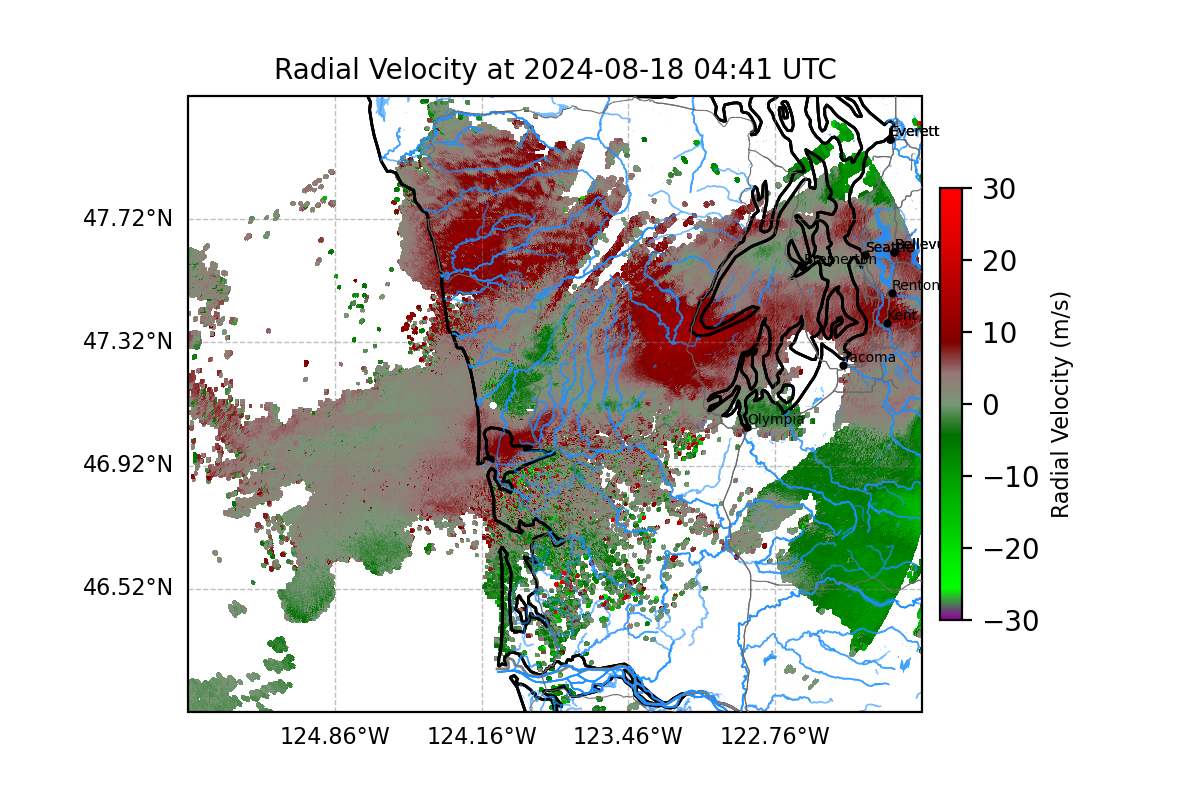 Radial Velocity at 2024-08-18 04:41 UTC
Everett
47.72°N
Seattle
Bellevu
Bremerton
Renton
Kent
47.32°N
Tacoma
Olympia
46.92°N
46.52°N
124.86°W
124.16°W
123.46°W
122.76°W
30
20
10
0
−10
−20
−30
Radial Velocity (m/s)